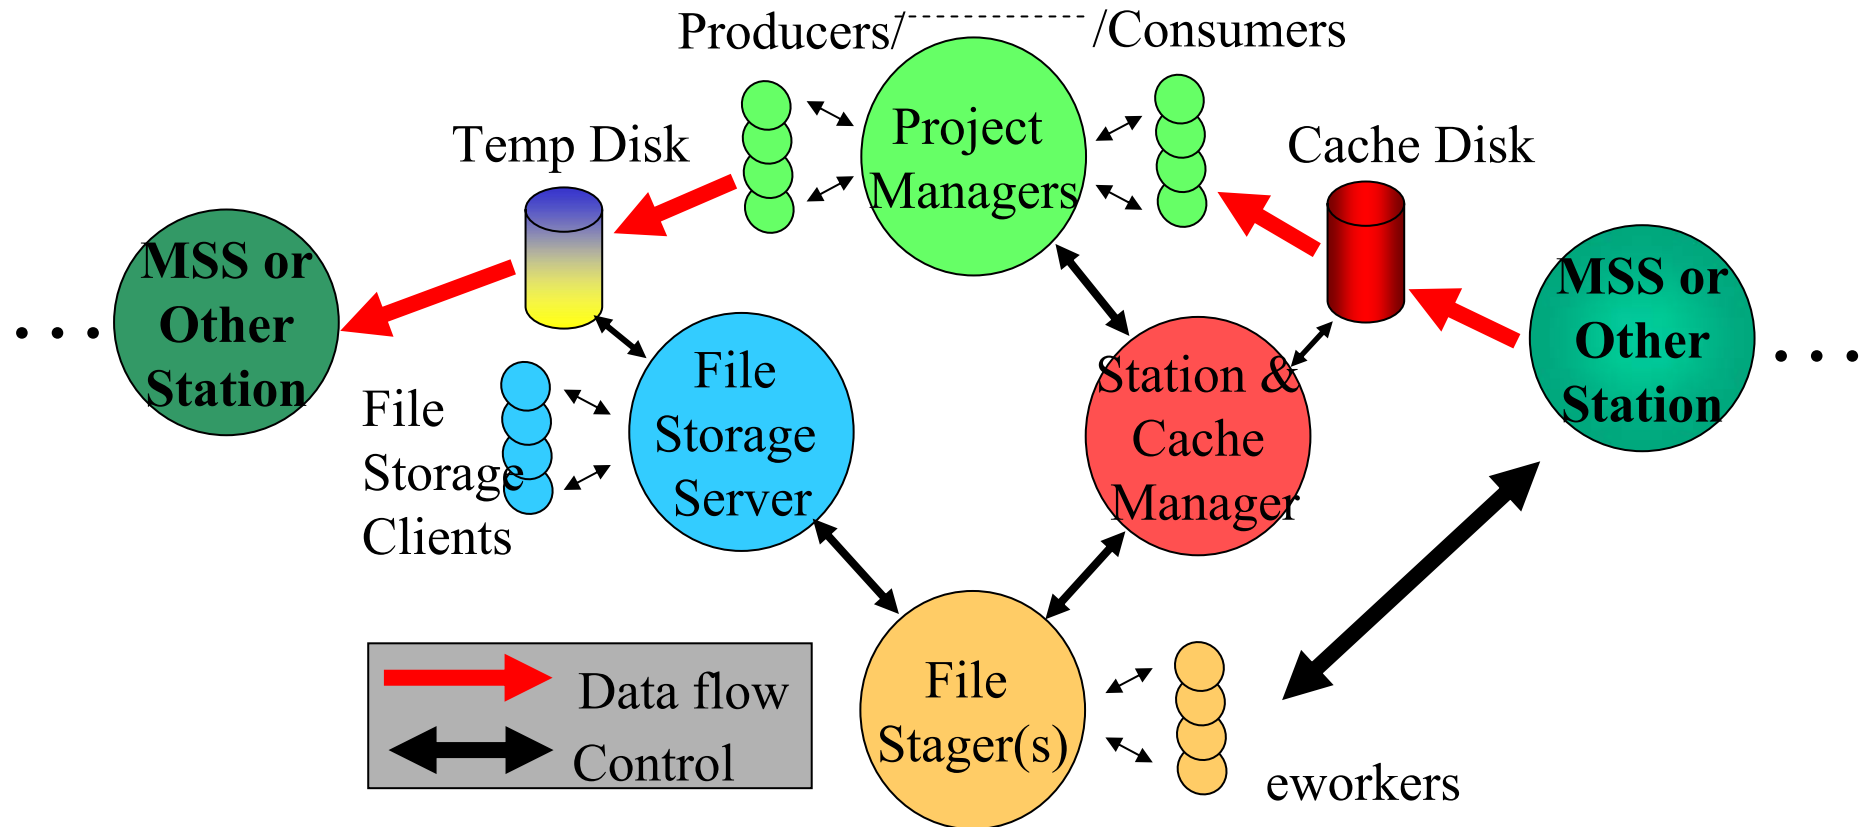 Producers/ /Consumers
Project
Managers
Temp Disk
Cache Disk
MSS or
Other
Station
. . .
File
Storage
Server
Station &
Cache
Manager
MSS or
Other
Station
. . .
File
Storage
Clients
File
Stager(s)
eworkers
Data flow
Control